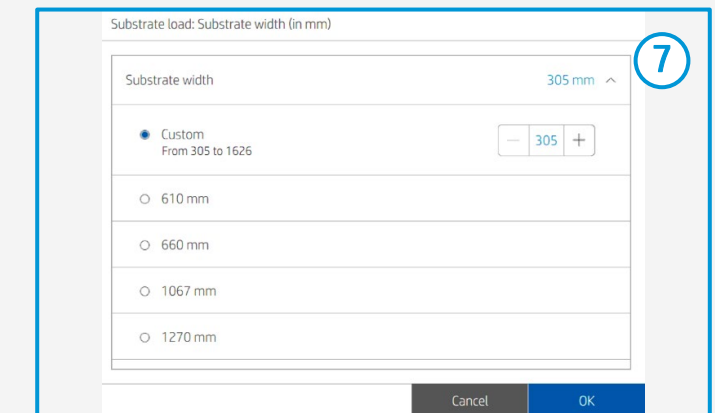 Substrate load: Substrate width (in mm)
7
Substrate width 305 mm
Custom
From 305 to 1626
— 305 +
610 mm
660 mm
1067 mm
1270 mm
Cancel OK